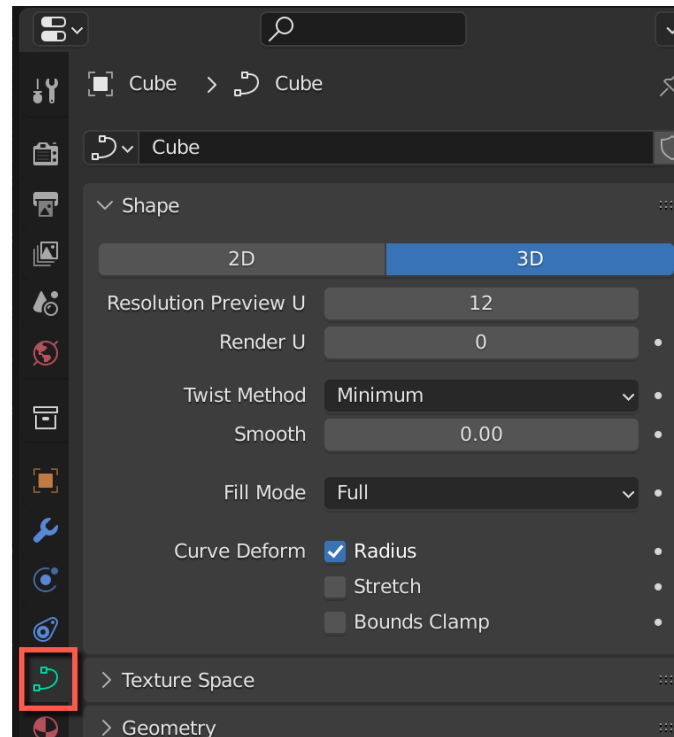 Cube > Cube
Cube
Shape
2D 3D
Resolution Preview U 12
Render U 0
Twist Method Minimum
Smooth 0.00
Fill Mode Full
Curve Deform Radius
Stretch
Bounds Clamp
Texture Space
Geometry